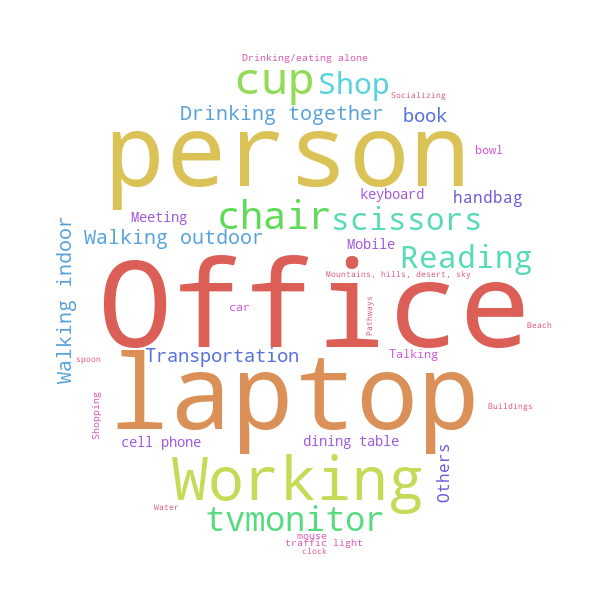 Drinking/eating alone
cup
Shop
Socializing
Drinking together
book
person
bowl
keyboard
handbag
chair
scissors
Meeting
Walking outdoor
Mobile
Reading
Walking indoor
Mountains, hills, desert, sky
Office
car
Pathways
Beach
Transportation
Talking
spoon
laptop
Shopping
Buildings
cell phone
dining table
Working
Others
Water
tvmonitor
mouse
traffic light
clock